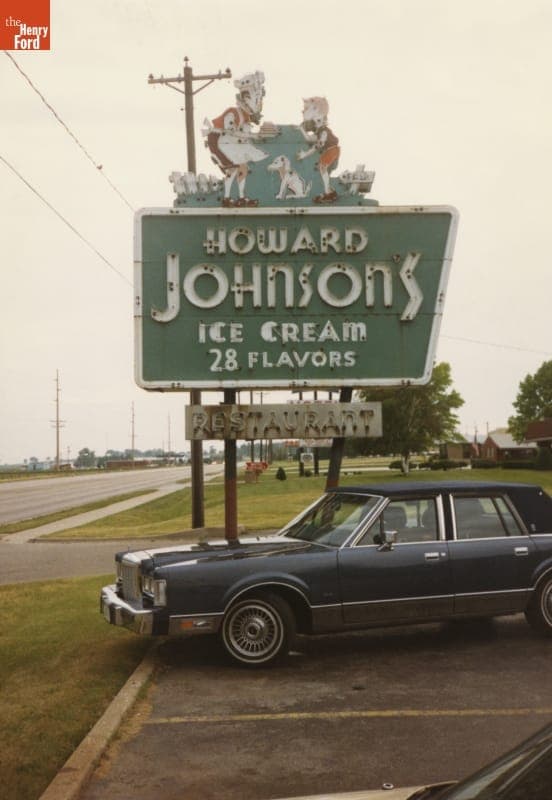 the
Henry
Ford
HOWARD
JOHNSON'S
ICE CREAM
28 FLAVORS
RESTAURANT